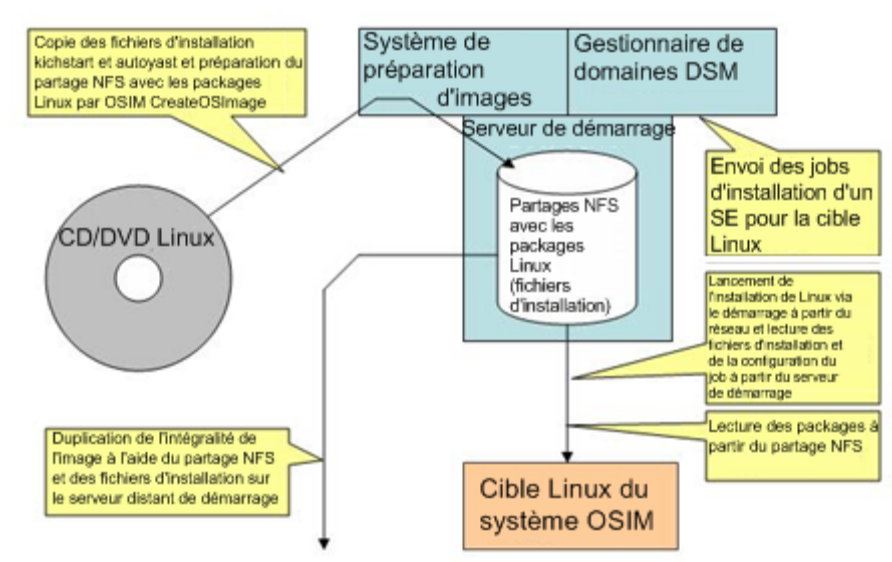 Copie des fichiers d'installation
kichstart et autoyast et préparation du
partage NFS avec les packages
Linux par OSIM CreateOSImage
Système de
préparation
d'images
Gestionnaire de
domaines DSM
Serveur de démarrage
Envoi des jobs
d'installation d'un
SE pour la cible
Linux
CD/DVD Linux
Partages NFS
avec les
packages
Linux
(fichiers
d'installation)
Lancement de
l'installation de Linux via
le démarrage à partir du
réseau et lecture des
fichiers d'installation et
de la configuration du
job à partir du serveur
de démarrage
Lecture des packages à
partir du partage NFS
Duplication de l'intégralité de
l'image à l'aide du partage NFS
et des fichiers d'installation sur
le serveur distant de démarrage
Cible Linux du
système OSIM